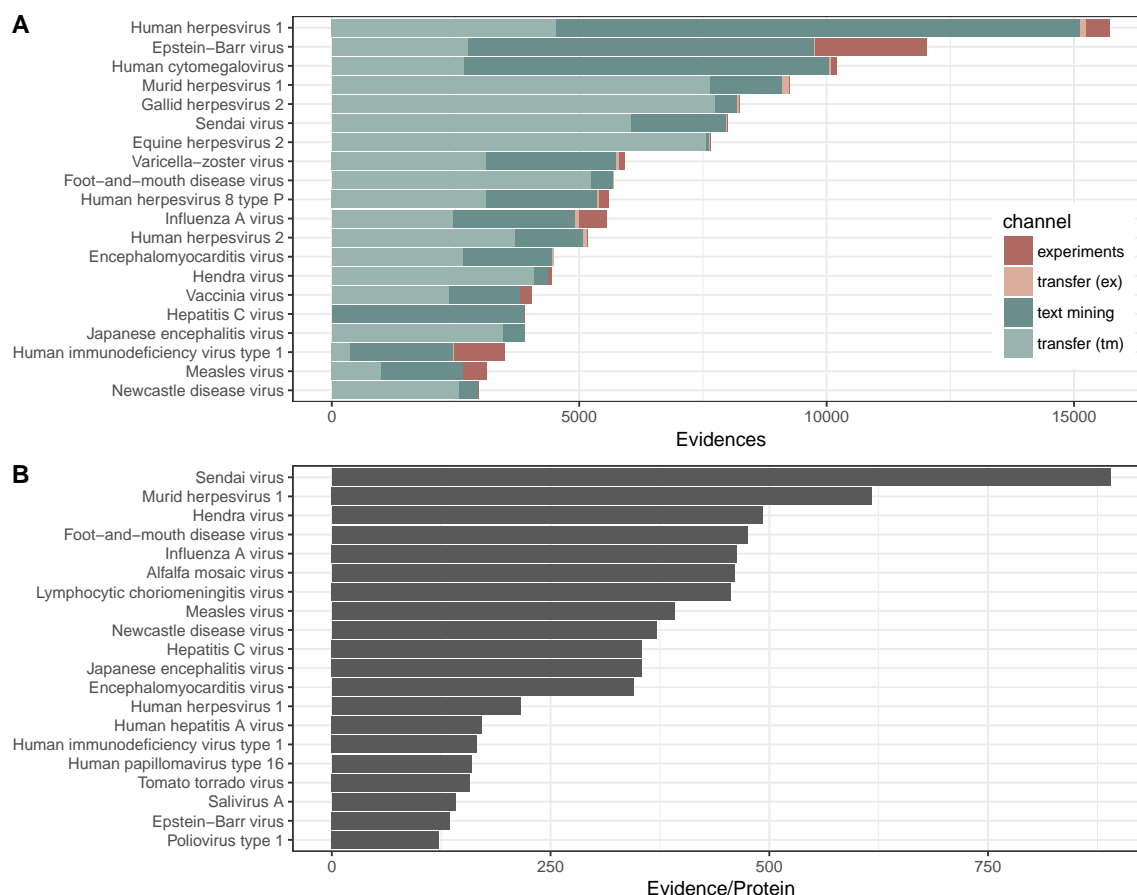 A
Human herpesvirus 1
Epstein−Barr virus
Human cytomegalovirus
Murid herpesvirus 1
Gallid herpesvirus 2
Sendai virus
Equine herpesvirus 2
Varicella−zoster virus
Foot−and−mouth disease virus
Human herpesvirus 8 type P
Influenza A virus
Human herpesvirus 2
Encephalomyocarditis virus
Hendra virus
Vaccinia virus
Hepatitis C virus
Japanese encephalitis virus
Human immunodeficiency virus type 1
Measles virus
Newcastle disease virus
channel
experiments
transfer (ex)
text mining
transfer (tm)
0 5000 10000 15000
Evidences
B
Sendai virus
Murid herpesvirus 1
Hendra virus
Foot−and−mouth disease virus
Influenza A virus
Alfalfa mosaic virus
Lymphocytic choriomeningitis virus
Measles virus
Newcastle disease virus
Hepatitis C virus
Japanese encephalitis virus
Encephalomyocarditis virus
Human herpesvirus 1
Human hepatitis A virus
Human immunodeficiency virus type 1
Human papillomavirus type 16
Tomato torrado virus
Salivirus A
Epstein−Barr virus
Poliovirus type 1
0 250 500 750
Evidence/Protein